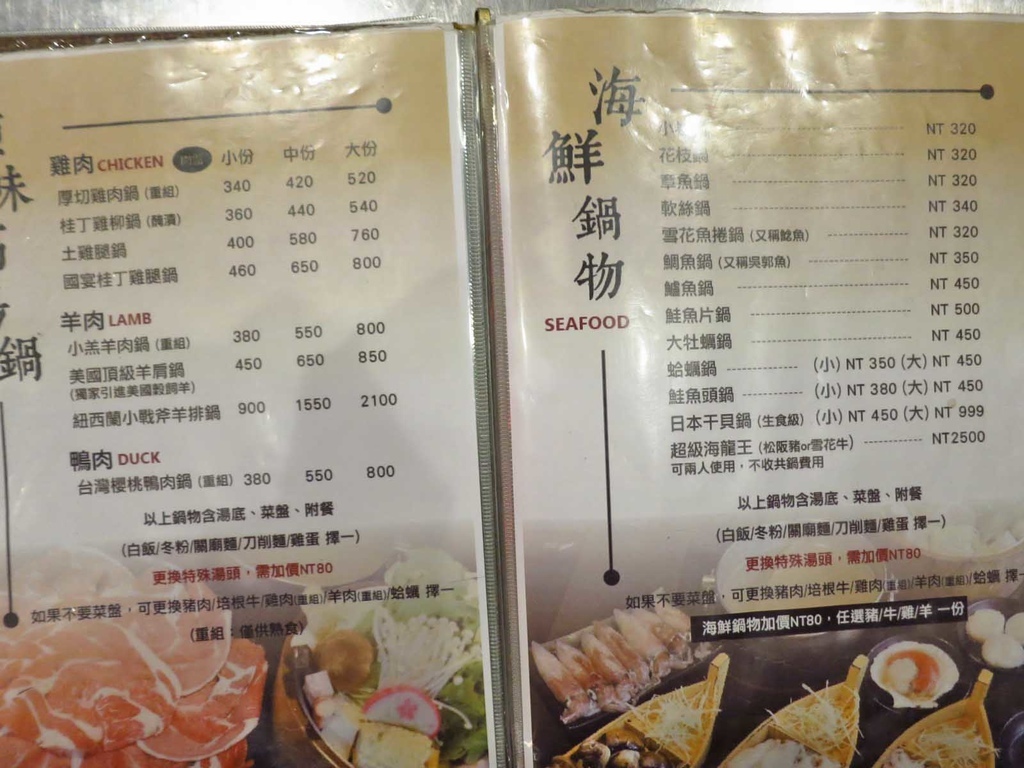 味
鍋
雞肉 CHICKEN 小份 中份 大份
厚切雞肉鍋 (重組) 340 420 520
桂丁雞柳鍋 (醃漬) 360 440 540
土雞腿鍋 400 580 760
國宴桂丁雞腿鍋 460 650 800
羊肉 LAMB
小羔羊肉鍋 (重組) 380 550 800
美國頂級羊肩鍋 450 650 850
(獨家引進美國穀飼羊)
紐西蘭小戰斧羊排鍋 900 1550 2100
鴨肉 DUCK
台灣櫻桃鴨肉鍋 (重組) 380 550 800
以上鍋物含湯底、菜盤、附餐
(白飯/冬粉/關廟麵/刀削麵/雞蛋 擇一)
更換特殊湯頭，需加價NT80
如果不要菜盤，可更換豬肉/培根牛/雞肉(重組)/羊肉(重組)/蛤蠣 擇一
(重組：僅供熟食)
海鮮鍋物
SEAFOOD
小 NT 320
花枝鍋 NT 320
章魚鍋 NT 320
軟絲鍋 NT 340
雪花魚捲鍋 (又稱鯰魚) NT 320
鯛魚鍋 (又稱吳郭魚) NT 350
鱸魚鍋 NT 450
鮭魚片鍋 NT 500
大牡蠣鍋 NT 450
蛤蠣鍋 (小) NT 350 (大) NT 450
鮭魚頭鍋 (小) NT 380 (大) NT 450
日本干貝鍋 (生食級) (小) NT 450 (大) NT 999
超級海龍王 (松阪豬or雪花牛) NT2500
可兩人使用，不收共鍋費用
以上鍋物含湯底、菜盤、附餐
(白飯/冬粉/關廟麵/刀削麵/雞蛋 擇一)
更換特殊湯頭，需加價NT80
如果不要菜盤，可更換豬肉/培根牛/雞肉(重組)/羊肉(重組)/蛤蠣 擇一
海鮮鍋物加價NT80，任選豬/牛/雞/羊 一份